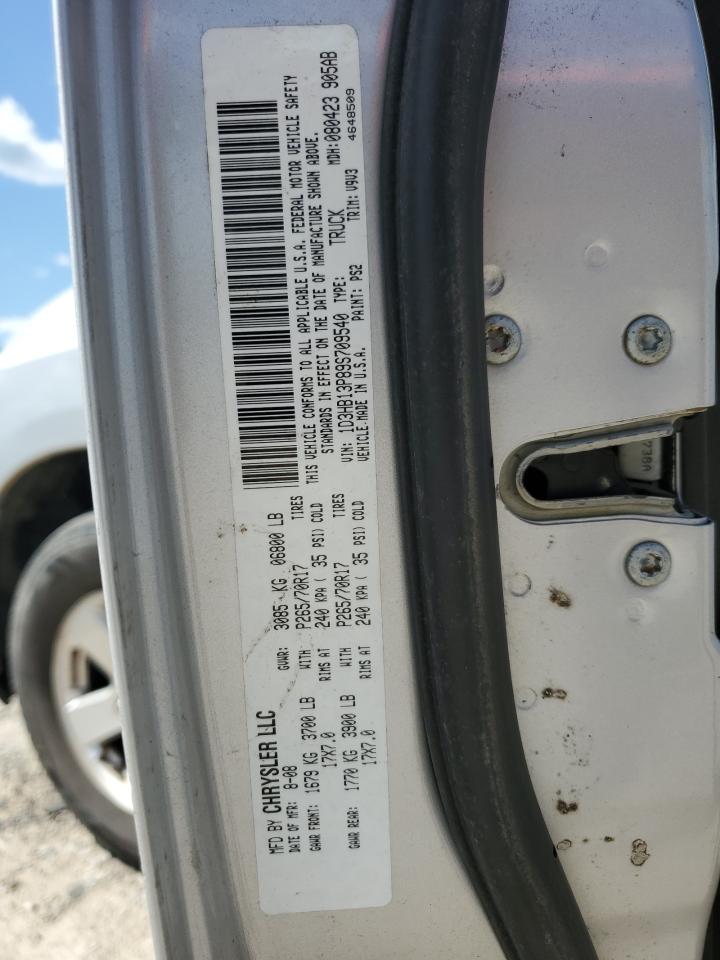 MFD BY CHRYSLER LLC
DATE OF MFR: 8-08 GVWR: 3085 KG 06800 LB
GAWR FRONT: 1679 KG 3700 LB WITH P265/70R17 TIRES
17X7.0 RIMS AT 240 KPA ( 35 PSI) COLD
GAWR REAR: 1770 KG 3900 LB WITH P265/70R17 TIRES
17X7.0 RIMS AT 240 KPA ( 35 PSI) COLD
THIS VEHICLE CONFORMS TO ALL APPLICABLE U.S.A. FEDERAL MOTOR VEHICLE SAFETY
STANDARDS IN EFFECT ON THE DATE OF MANUFACTURE SHOWN ABOVE.
VIN: 1D3HB13P89S709540 TYPE: TRUCK MDH:080423 905AB
VEHICLE MADE IN U.S.A. PAINT: PS2 TRIM: V9V3 4648509
738A